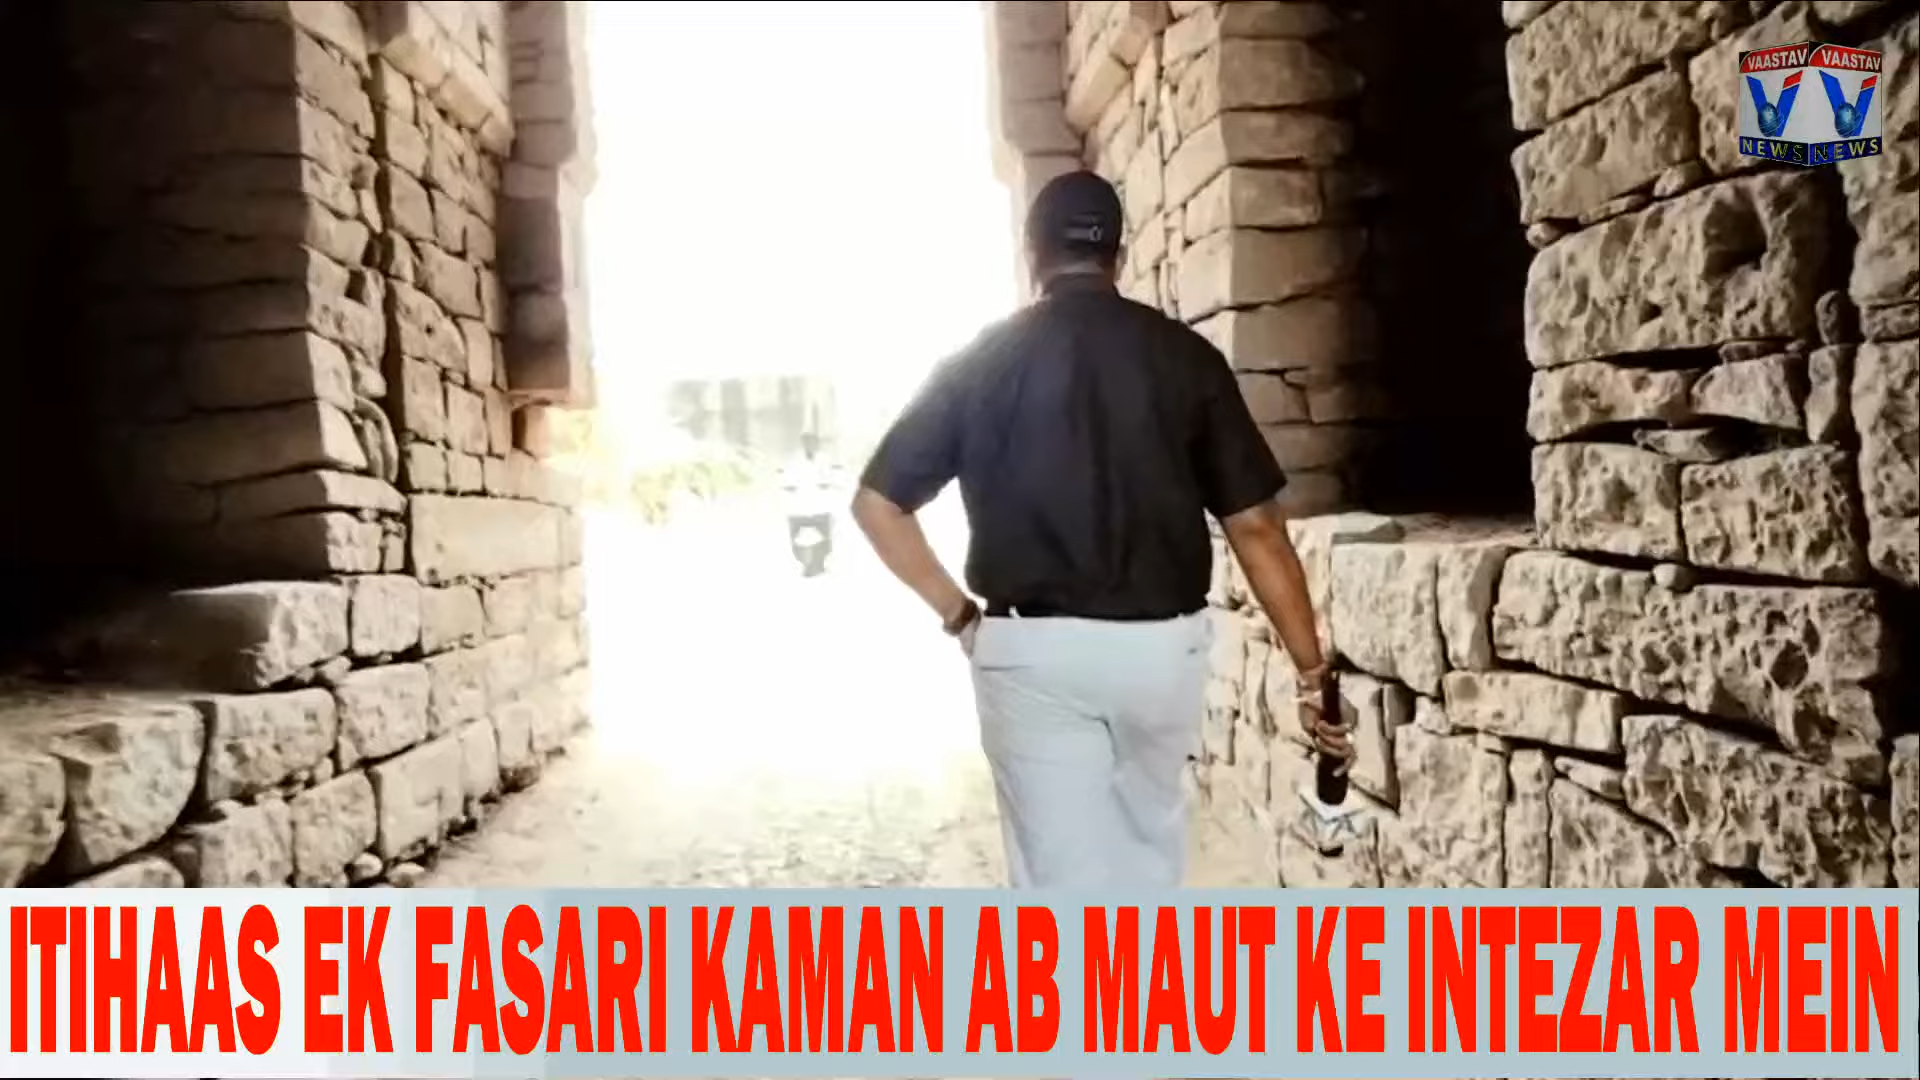 VAASTAV VAASTAV
NEWS NEWS
ITIHAAS EK FASARI KAMAN AB MAUT KE INTEZAR MEIN